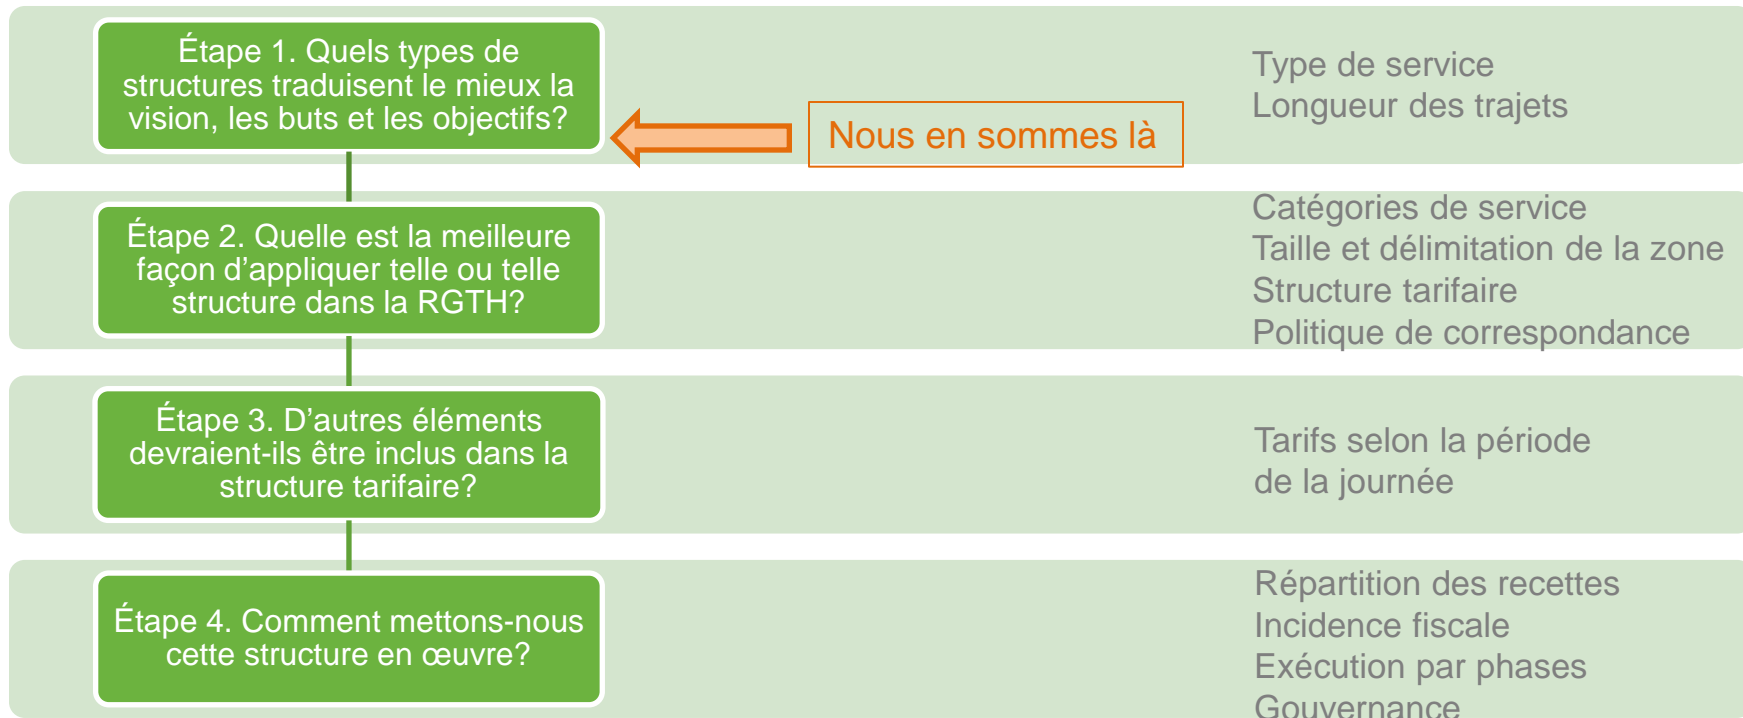 Étape 1. Quels types de
structures traduisent le mieux la
vision, les buts et les objectifs?
Nous en sommes là
Type de service
Longueur des trajets
Étape 2. Quelle est la meilleure
façon d'appliquer telle ou telle
structure dans la RGTH?
Catégories de service
Taille et délimitation de la zone
Structure tarifaire
Politique de correspondance
Étape 3. D'autres éléments
devraient-ils être inclus dans la
structure tarifaire?
Tarifs selon la période
de la journée
Étape 4. Comment mettons-nous
cette structure en œuvre?
Répartition des recettes
Incidence fiscale
Exécution par phases
Gouvernance